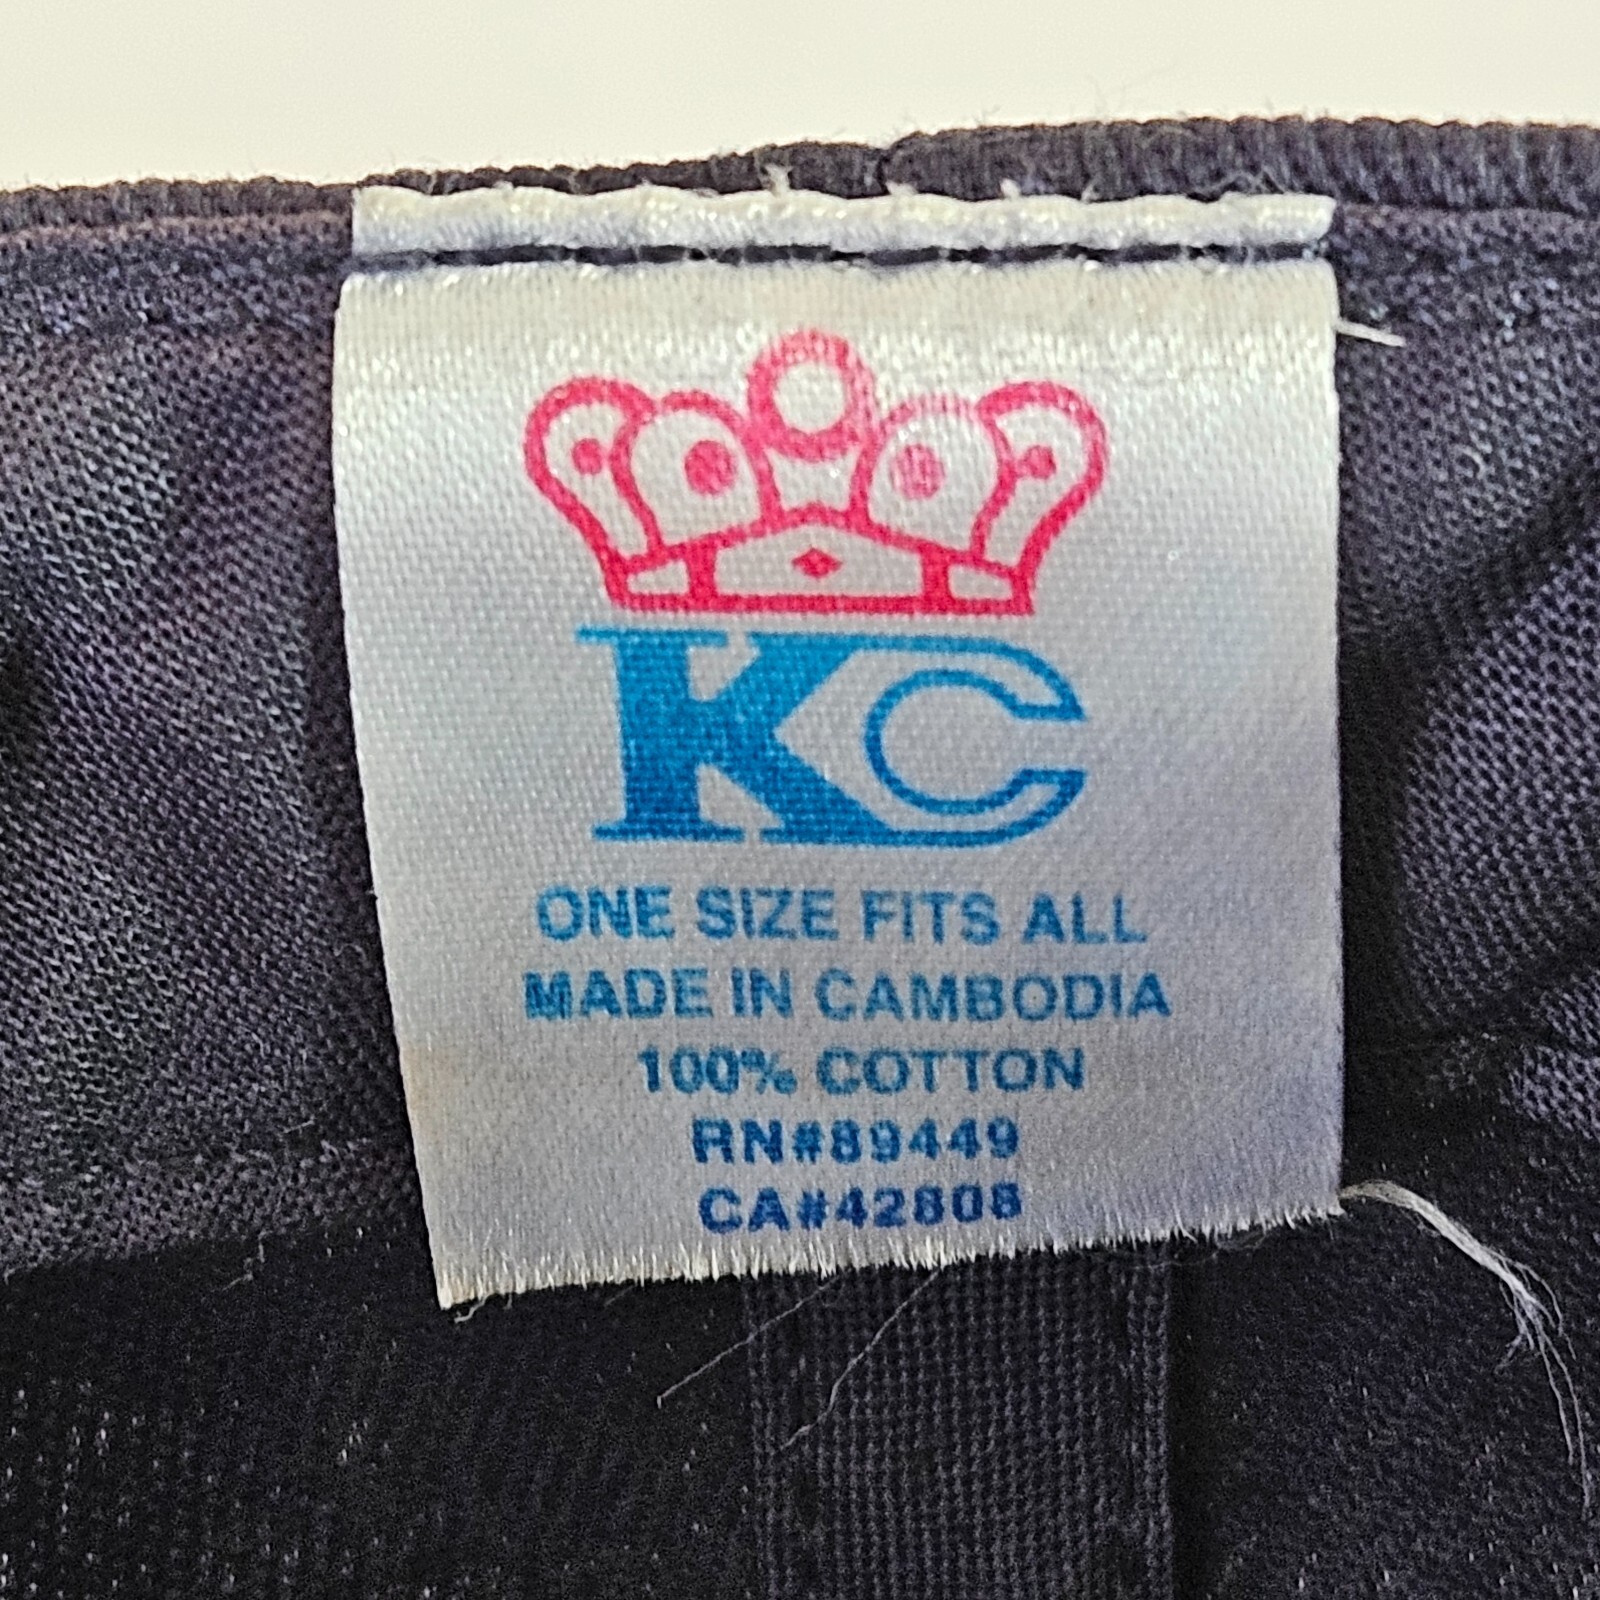 KC
ONE SIZE FITS ALL
MADE IN CAMBODIA
100% COTTON
RN#89449
CA#42808